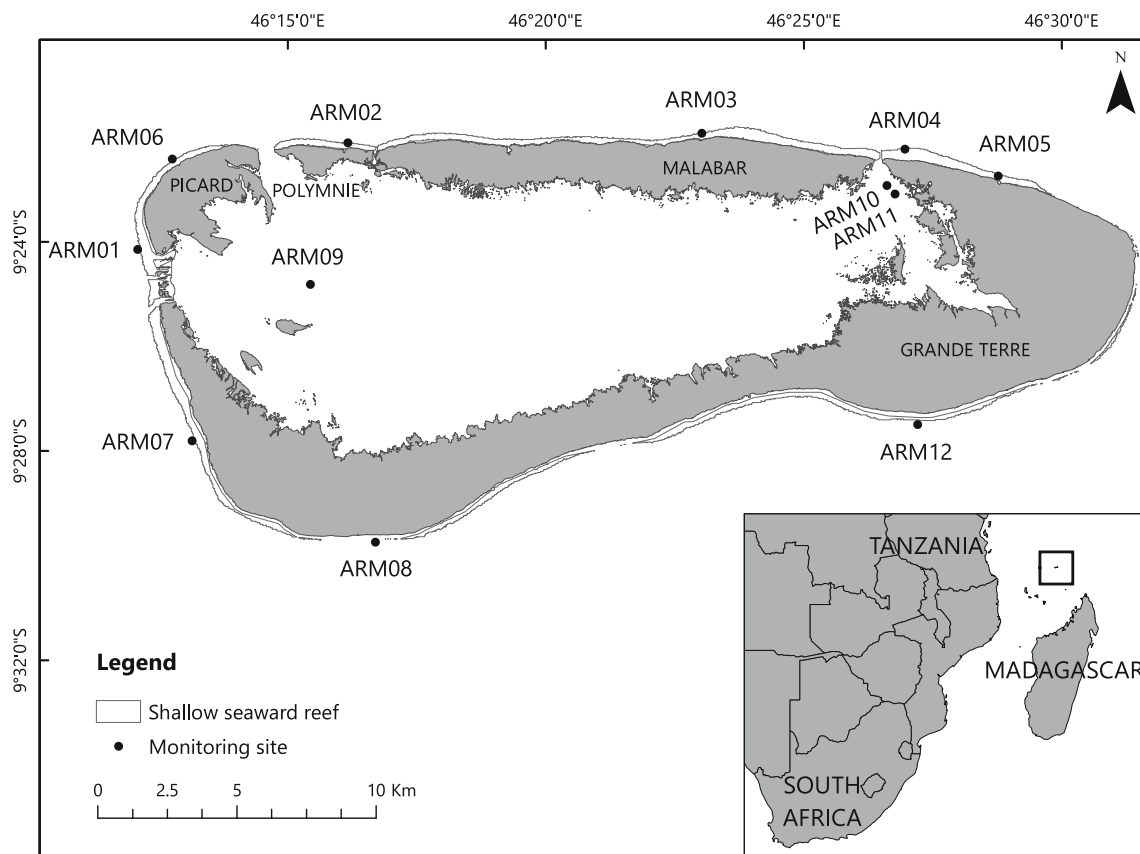 46°15'0"E 46°20'0"E 46°25'0"E 46°30'0"E
N
ARM03
ARM02
ARM04
ARM06
ARM05
MALABAR
PICARD
POLYMNIE
ARM10
ARM11
9°24'0"S
ARM01
ARM09
GRANDE TERRE
ARM07
ARM12
9°28'0"S
ARM08
TANZANIA
9°32'0"S
Legend
MADAGASCAR
Shallow seaward reef
Monitoring site
0 2.5 5 10 Km
SOUTH
AFRICA